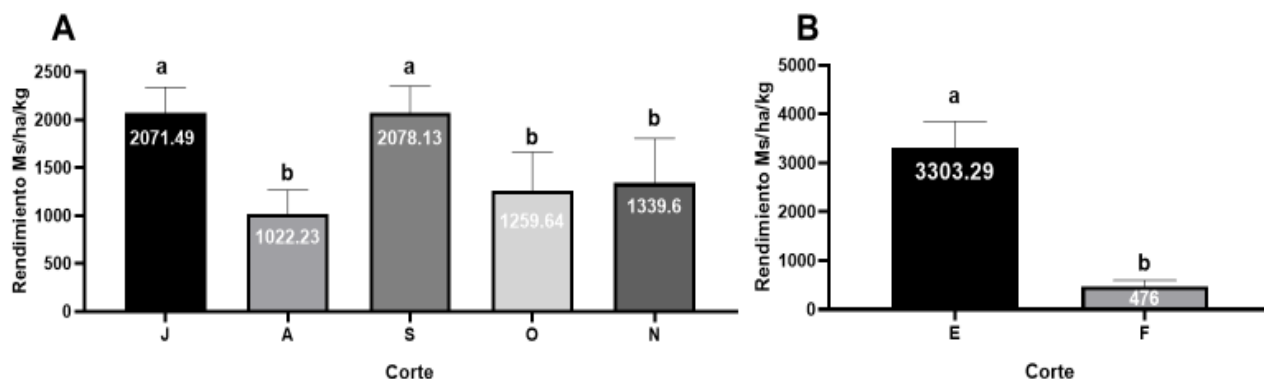 A
Rendimiento Ms/ha/kg
2500
2000
1500
1000
500
0
a
b
a
b
b
2071.49
1022.23
2078.13
1259.64
1339.6
J A S O N
Corte
B
Rendimiento Ms/ha/kg
5000
4000
3000
2000
1000
0
a
b
3303.29
476
E F
Corte